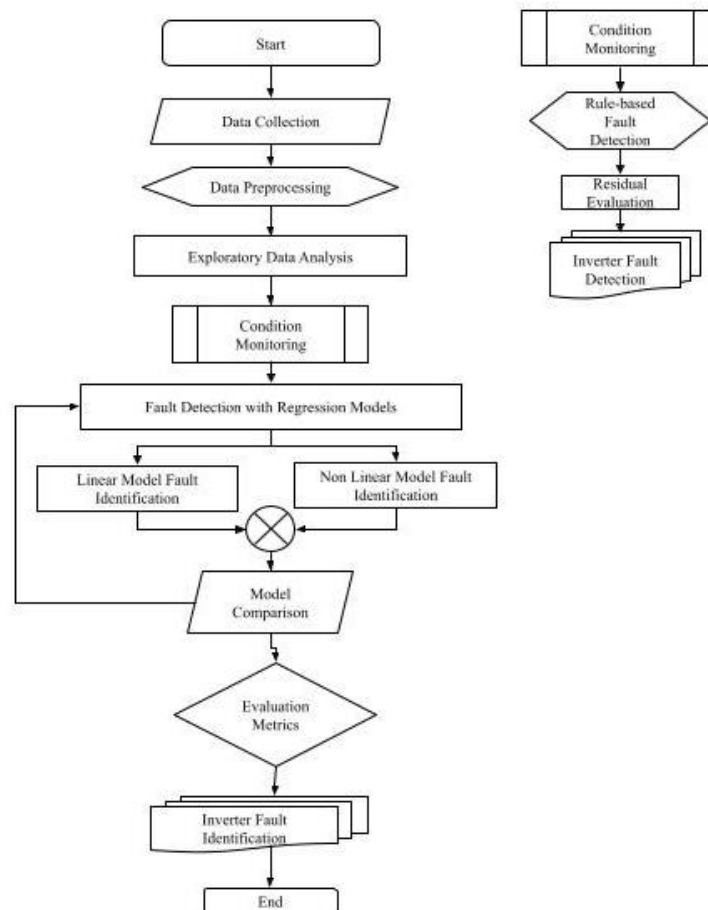 Start
Data Collection
Data Preprocessing
Exploratory Data Analysis
Condition
Monitoring
Fault Detection with Regression Models
Linear Model Fault
Identification
Non Linear Model Fault
Identification
Model
Comparison
Evaluation
Metrics
Inverter Fault
Identification
End
Condition
Monitoring
Rule-based
Fault
Detection
Residual
Evaluation
Inverter Fault
Detection